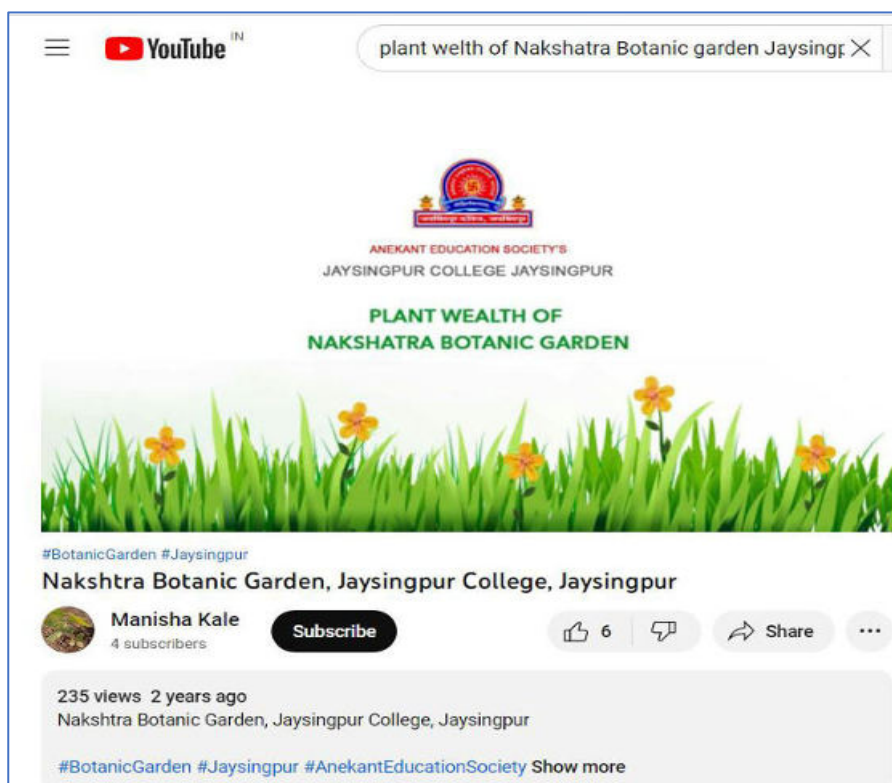 YouTube IN
plant welth of Nakshatra Botanic garden Jaysingp
ANEKANT EDUCATION SOCIETY'S
JAYSINGPUR COLLEGE JAYSINGPUR
PLANT WEALTH OF
NAKSHATRA BOTANIC GARDEN
#BotanicGarden #Jaysingpur
Nakshtra Botanic Garden, Jaysingpur College, Jaysingpur
Manisha Kale
4 subscribers
Subscribe
6
Share
235 views 2 years ago
Nakshtra Botanic Garden, Jaysingpur College, Jaysingpur
#BotanicGarden #Jaysingpur #AnekantEducationSociety Show more